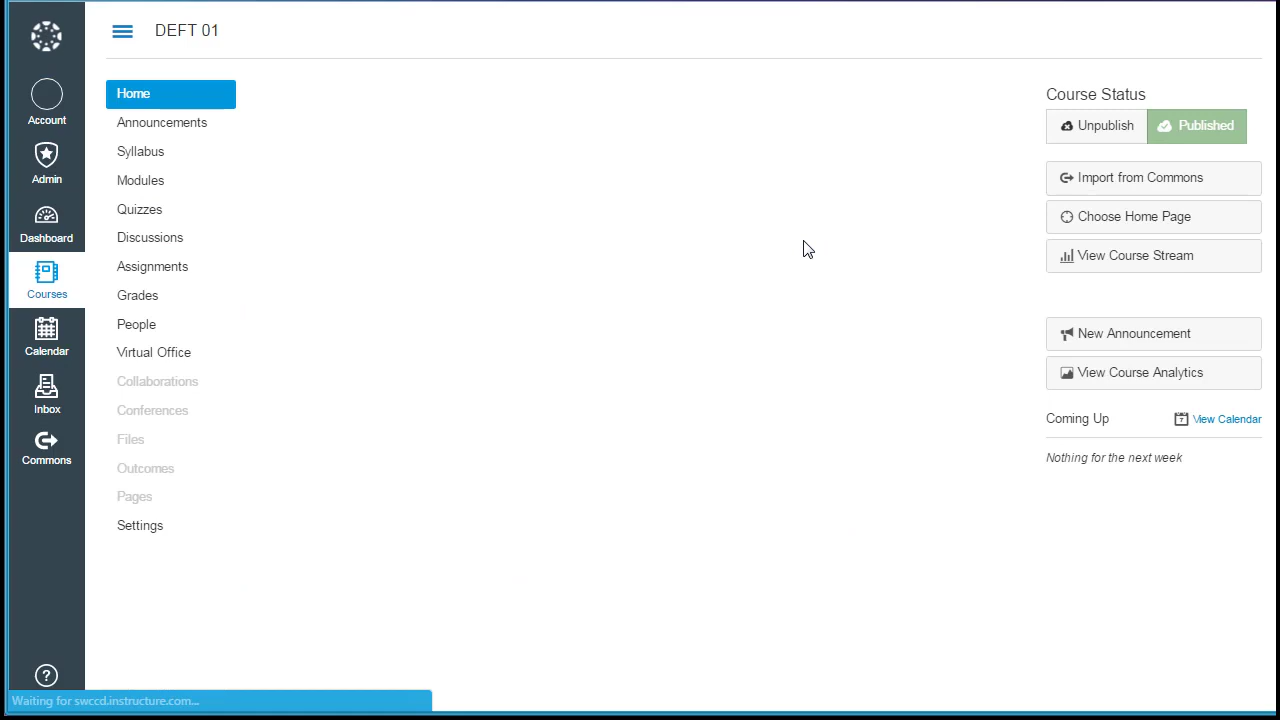 DEFT 01
Account
Admin
Dashboard
Courses
Calendar
Inbox
Commons
Home
Announcements
Syllabus
Modules
Quizzes
Discussions
Assignments
Grades
People
Virtual Office
Collaborations
Conferences
Files
Outcomes
Pages
Settings
Course Status
Unpublish
Published
Import from Commons
Choose Home Page
View Course Stream
New Announcement
View Course Analytics
Coming Up
7
View Calendar
Nothing for the next week
?
Waiting for swccd.instructure.com...